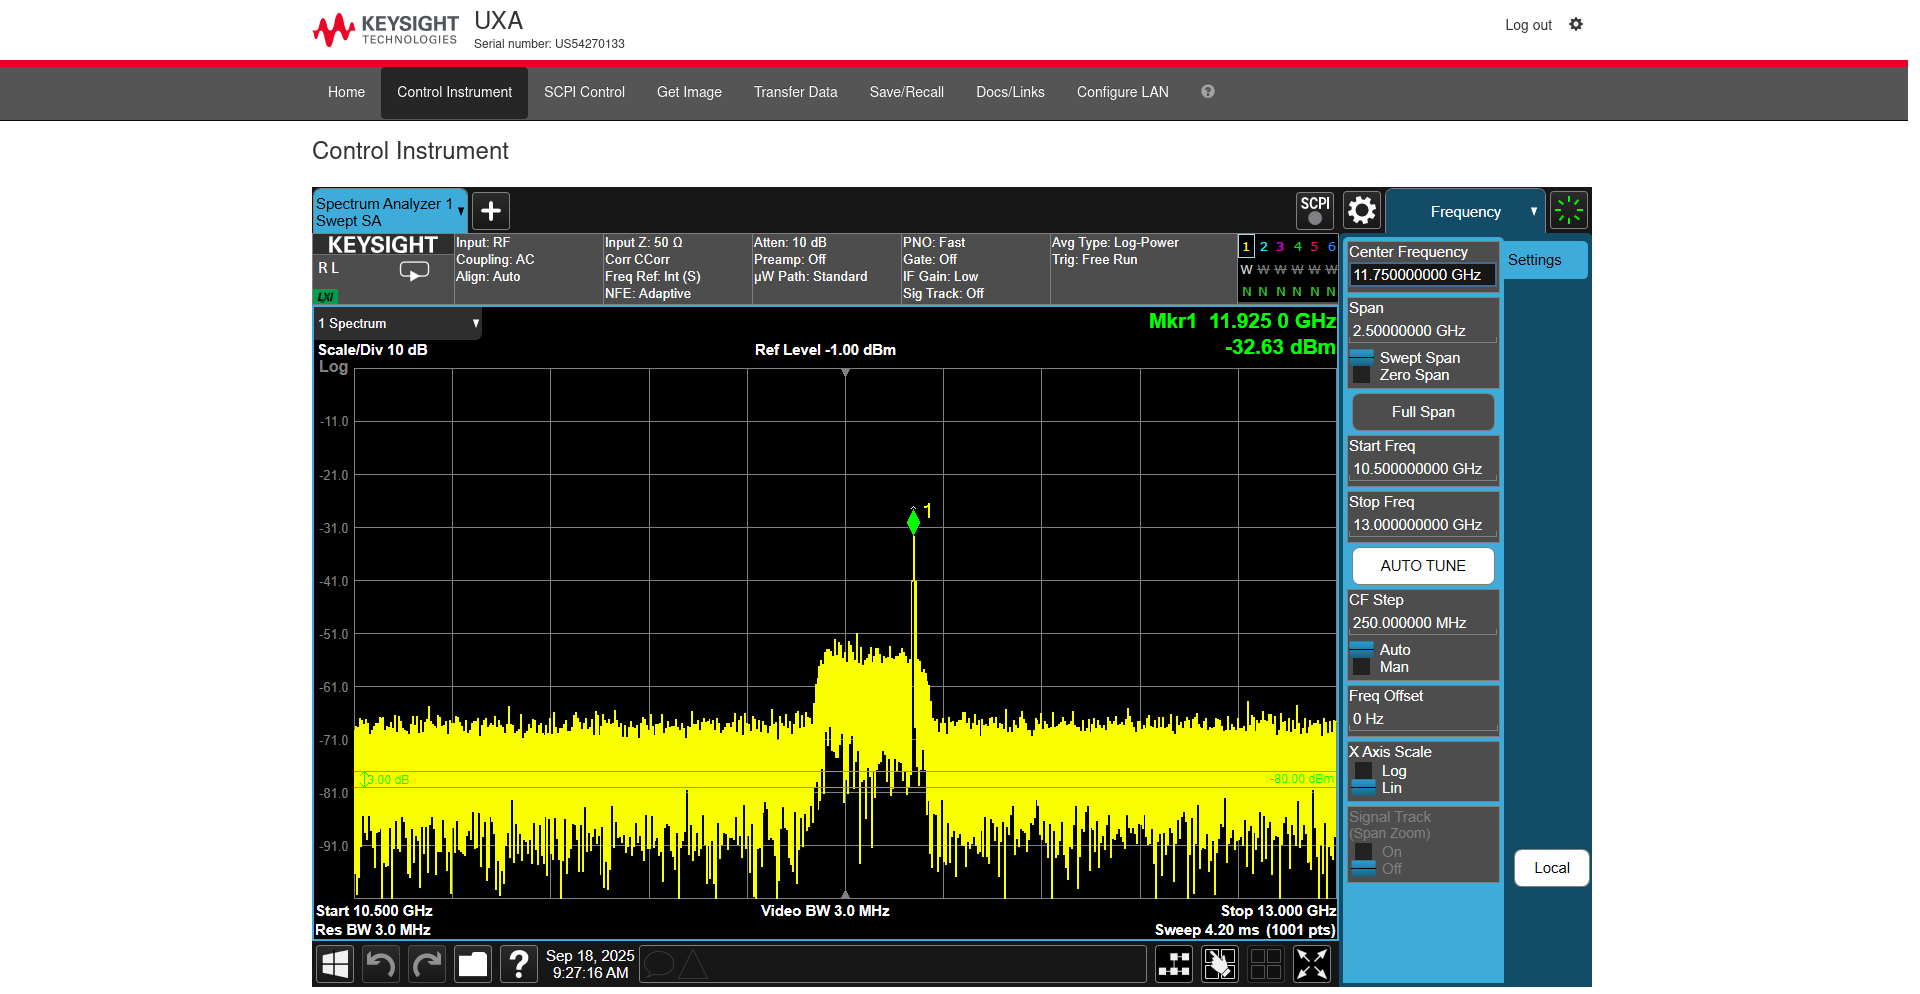 KEYSIGHT
TECHNOLOGIES
UXA
Serial number: US54270133
Log out
Home
Control Instrument
SCPI Control
Get Image
Transfer Data
Save/Recall
Docs/Links
Configure LAN
?
Control Instrument
Spectrum Analyzer 1
Swept SA
+
SCPI
Frequency
KEYSIGHT
R L
LXI
Input: RF
Coupling: AC
Align: Auto
Input Z: 50 Ω
Corr CCorr
Freq Ref: Int (S)
NFE: Adaptive
Atten: 10 dB
Preamp: Off
µW Path: Standard
PNO: Fast
Gate: Off
IF Gain: Low
Sig Track: Off
Avg Type: Log-Power
Trig: Free Run
1 2 3 4 5 6
W W W W W W
N N N N N N
1 Spectrum
Scale/Div 10 dB
Log
Ref Level -1.00 dBm
Mkr1 11.925 0 GHz
-32.63 dBm
-11.0
-21.0
-31.0
-41.0
-51.0
-61.0
-71.0
-81.0
-91.0
1
3.00 dB
-80.00 dBm
Start 10.500 GHz
Res BW 3.0 MHz
Video BW 3.0 MHz
Stop 13.000 GHz
Sweep 4.20 ms (1001 pts)
Center Frequency
11.750000000 GHz
Settings
Span
2.50000000 GHz
Swept Span
Zero Span
Full Span
Start Freq
10.500000000 GHz
Stop Freq
13.000000000 GHz
AUTO TUNE
CF Step
250.000000 MHz
Auto
Man
Freq Offset
0 Hz
X Axis Scale
Log
Lin
Signal Track
(Span Zoom)
On
Off
Local
?
Sep 18, 2025
9:27:16 AM